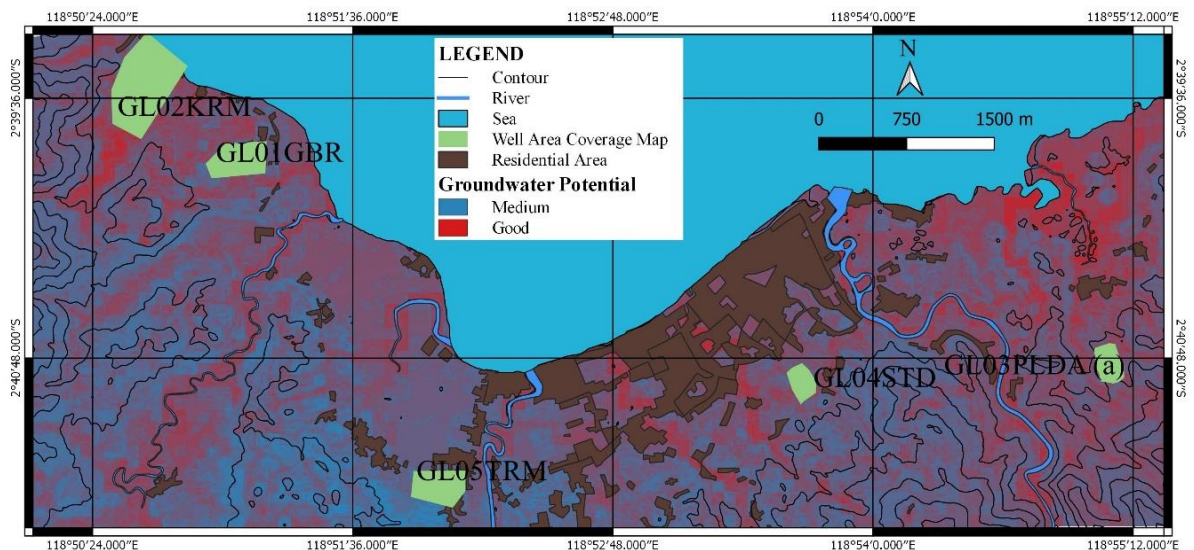 118°50'24.000"E 118°51'36.000"E 118°52'48.000"E 118°54'0.000"E 118°55'12.000"E
2°39'36.000"S
2°39'36.000"S
LEGEND
Contour
River
Sea
Well Area Coverage Map
Residential Area
Groundwater Potential
Medium
Good
N
0 750 1500 m
GL02KRM
GL01GBR
2°40'48.000"S
2°40'48.000"S
GL03PLDA (a)
GL04STD
GL05TRM
118°50'24.000"E 118°51'36.000"E 118°52'48.000"E 118°54'0.000"E 118°55'12.000"E